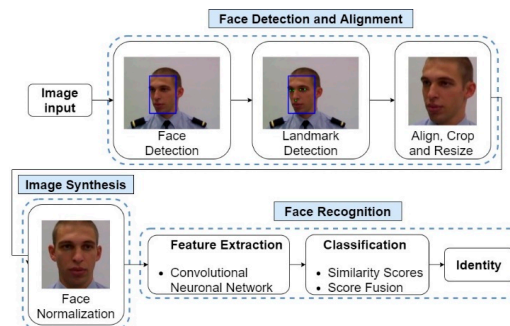 Face Detection and Alignment
Image
input
Face
Detection
Landmark
Detection
Align, Crop
and Resize
Image Synthesis
Face
Normalization
Face Recognition
Feature Extraction
• Convolutional
Neuronal Network
Classification
• Similarity Scores
• Score Fusion
Identity